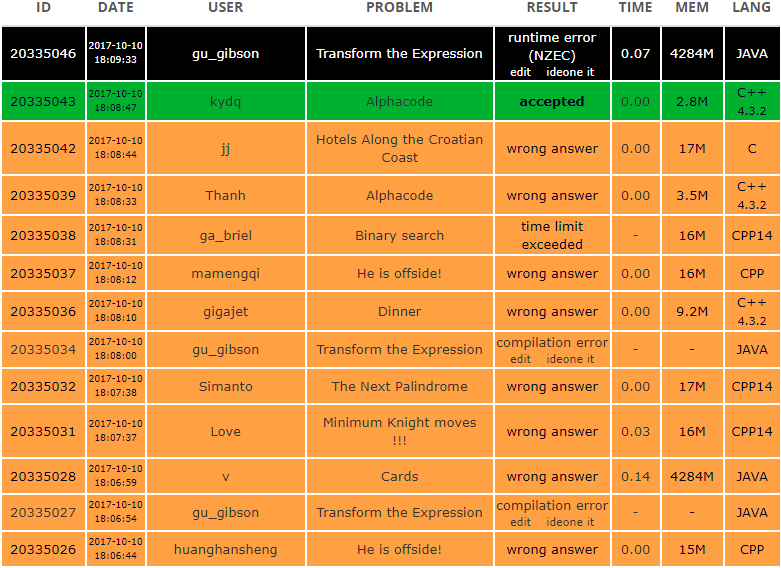 ID DATE USER PROBLEM RESULT TIME MEM LANG
20335046 2017-10-10 18:09:33 gu_gibson Transform the Expression runtime error (NZEC) edit ideone it 0.07 4284M JAVA
20335043 2017-10-10 18:08:47 kydq Alphacode accepted 0.00 2.8M C++ 4.3.2
20335042 2017-10-10 18:08:44 jj Hotels Along the Croatian Coast wrong answer 0.00 17M C
20335039 2017-10-10 18:08:33 Thanh Alphacode wrong answer 0.00 3.5M C++ 4.3.2
20335038 2017-10-10 18:08:31 ga_briel Binary search time limit exceeded - 16M CPP14
20335037 2017-10-10 18:08:12 mamengqi He is offside! wrong answer 0.00 16M CPP
20335036 2017-10-10 18:08:10 gigajet Dinner wrong answer 0.00 9.2M C++ 4.3.2
20335034 2017-10-10 18:08:00 gu_gibson Transform the Expression compilation error edit ideone it - - JAVA
20335032 2017-10-10 18:07:38 Simanto The Next Palindrome wrong answer 0.00 17M CPP14
20335031 2017-10-10 18:07:37 Love Minimum Knight moves !!! wrong answer 0.03 16M CPP14
20335028 2017-10-10 18:06:59 v Cards wrong answer 0.14 4284M JAVA
20335027 2017-10-10 18:06:54 gu_gibson Transform the Expression compilation error edit ideone it - - JAVA
20335026 2017-10-10 18:06:44 huanghansheng He is offside! wrong answer 0.00 15M CPP